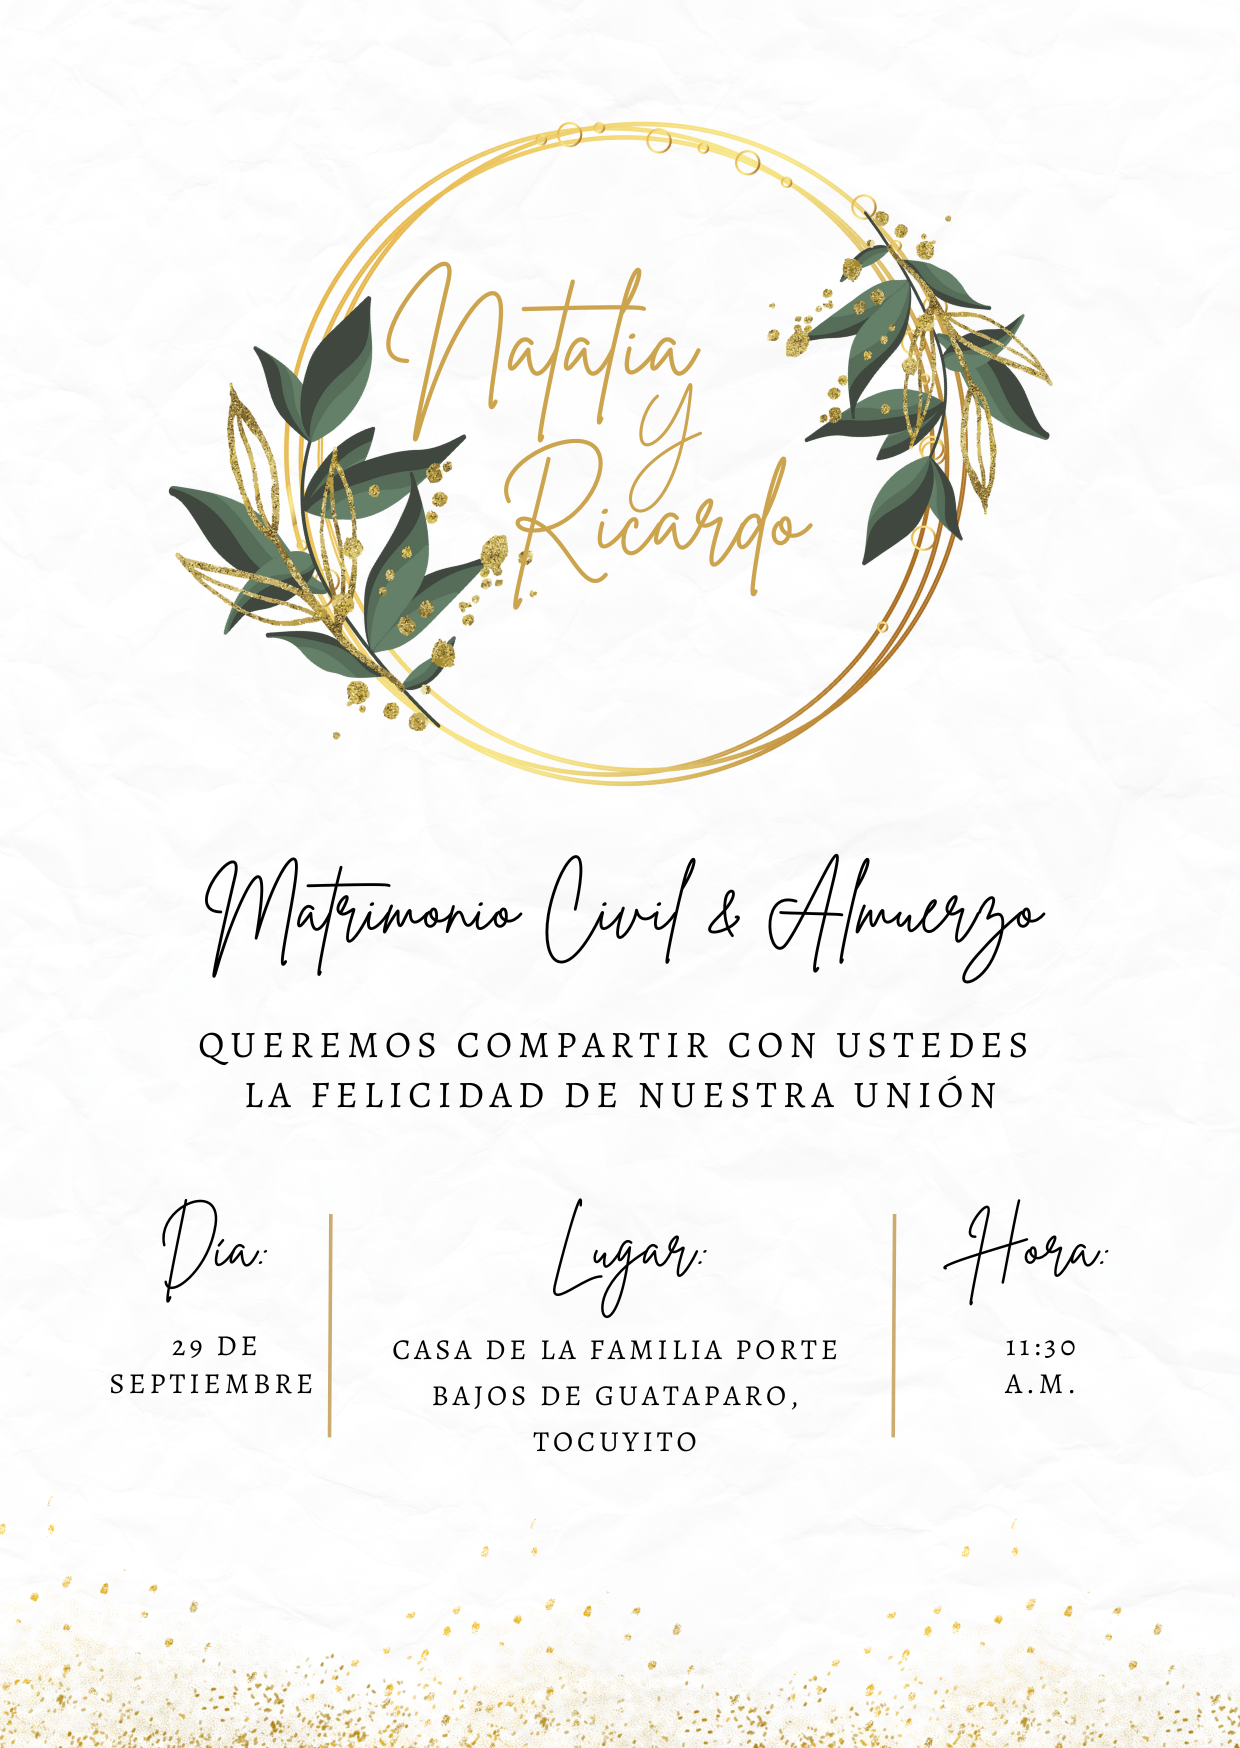 Natalia
y
Ricardo
Matrimonio Civil & Almuerzo
QUEREMOS COMPARTIR CON USTEDES
LA FELICIDAD DE NUESTRA UNIÓN
Día:
29 DE
SEPTIEMBRE
Lugar:
CASA DE LA FAMILIA PORTE
BAJOS DE GUATAPARO,
TOCUYITO
Hora:
11:30
A.M.